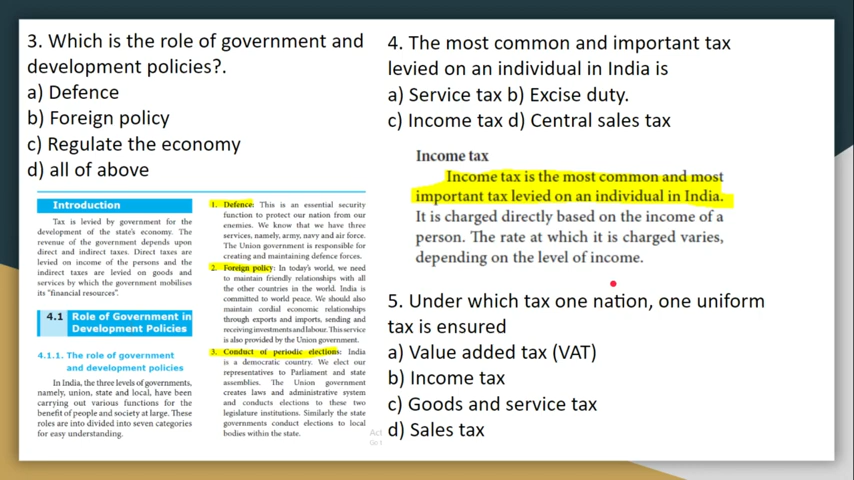 3. Which is the role of government and
development policies?.
a) Defence
b) Foreign policy
c) Regulate the economy
d) all of above
Introduction
Tax is levied by government for the
development of the state's economy. The
revenue of the government depends upon
direct and indirect taxes. Direct taxes are
levied on income of the persons and the
indirect taxes are levied on goods and
services by which the government mobilises
its "financial resources".
4.1 Role of Government in
Development Policies
4.1.1. The role of government
and development policies
In India, the three levels of governments,
namely, union, state and local, have been
carrying out various functions for the
benefit of people and society at large. These
roles are into divided into seven categories
for easy understanding.
1. Defence: This is an essential security
function to protect our nation from our
enemies. We know that we have three
services, namely, army, navy and air force.
The Union government is responsible for
creating and maintaining defence forces.
2. Foreign policy: In today's world, we need
to maintain friendly relationships with all
the other countries in the world. India is
committed to world peace. We should also
maintain cordial economic relationships
through exports and imports, sending and
receiving investments and labour. This service
is also provided by the Union government.
3. Conduct of periodic elections: India
is a democratic country. We elect our
representatives to Parliament and state
assemblies. The Union government
creates laws and administrative system
and conducts elections to these two
legislature institutions. Similarly the state
governments conduct elections to local
bodies within the state.
4. The most common and important tax
levied on an individual in India is
a) Service tax b) Excise duty.
c) Income tax d) Central sales tax
Income tax
Income tax is the most common and most
important tax levied on an individual in India.
It is charged directly based on the income of a
person. The rate at which it is charged varies,
depending on the level of income.
5. Under which tax one nation, one uniform
tax is ensured
a) Value added tax (VAT)
b) Income tax
c) Goods and service tax
d) Sales tax